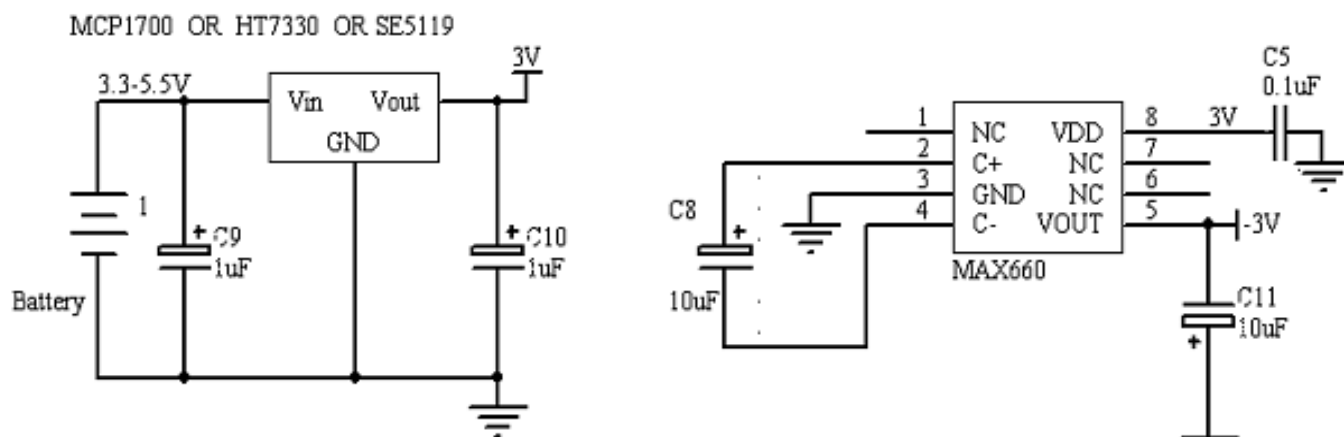 MCP1700 OR HT7330 OR SE5119
3.3-5.5V
Vin
Vout
GND
3V
1
C9
1uF
C10
1uF
Battery
C5
0.1uF
1
NC
VDD
8
3V
2
C+
NC
7
3
GND
NC
6
4
C-
VOUT
5
-3V
C8
10uF
MAX660
C11
10uF